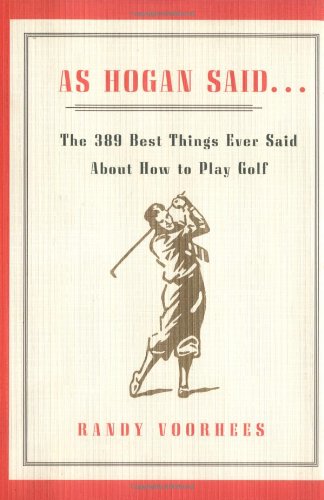 AS HOGAN SAID...
The 389 Best Things Ever Said
About How to Play Golf
RANDY VOORHEES